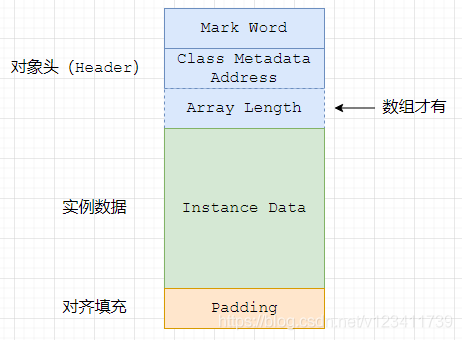 Mark Word
对象头（Header）
Class Metadata
Address
Array Length
数组才有
实例数据
Instance Data
对齐填充
Padding
https://blog.csdn.net/v123411739